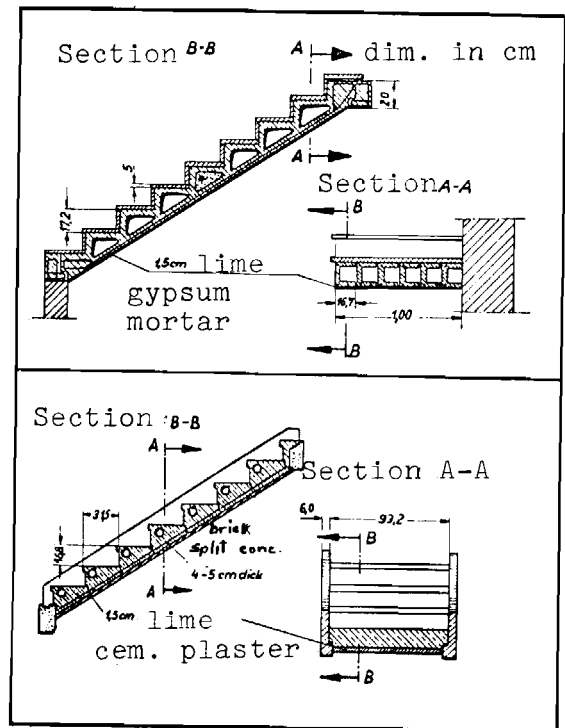 Section B-B
A
dim. in cm
20
A
5
Section A-A
17,2
B
1,5cm lime
gypsum
mortar
16,7
1,00
B
Section B-B
A
Section A-A
31,5
6,0
93,2
B
brick
split conc.
4-5 cm dick
A
1,5cm lime
cem. plaster
B